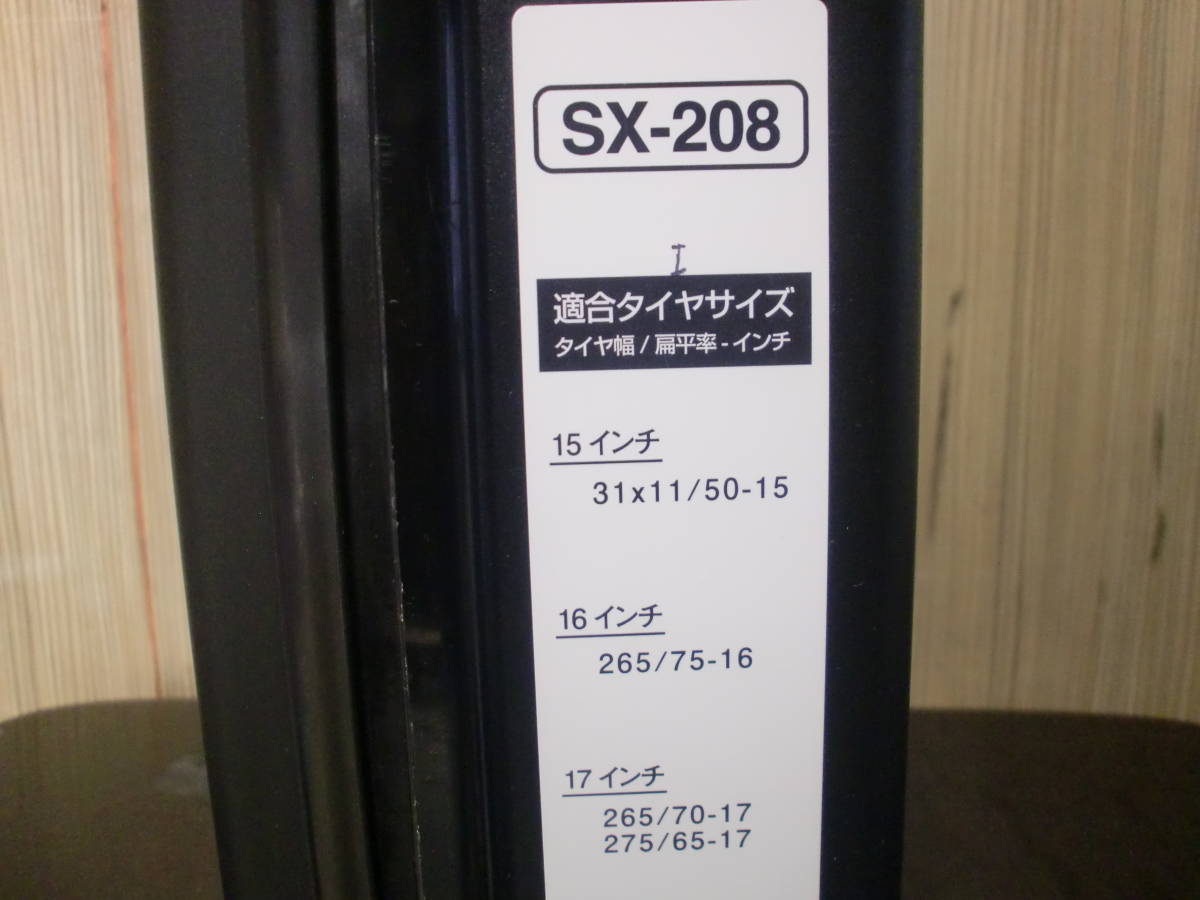 SX-208
I
適合タイヤサイズ
タイヤ幅 / 扁平率 - インチ
15 インチ
31x11/50-15
16 インチ
265/75-16
17 インチ
265/70-17
275/65-17